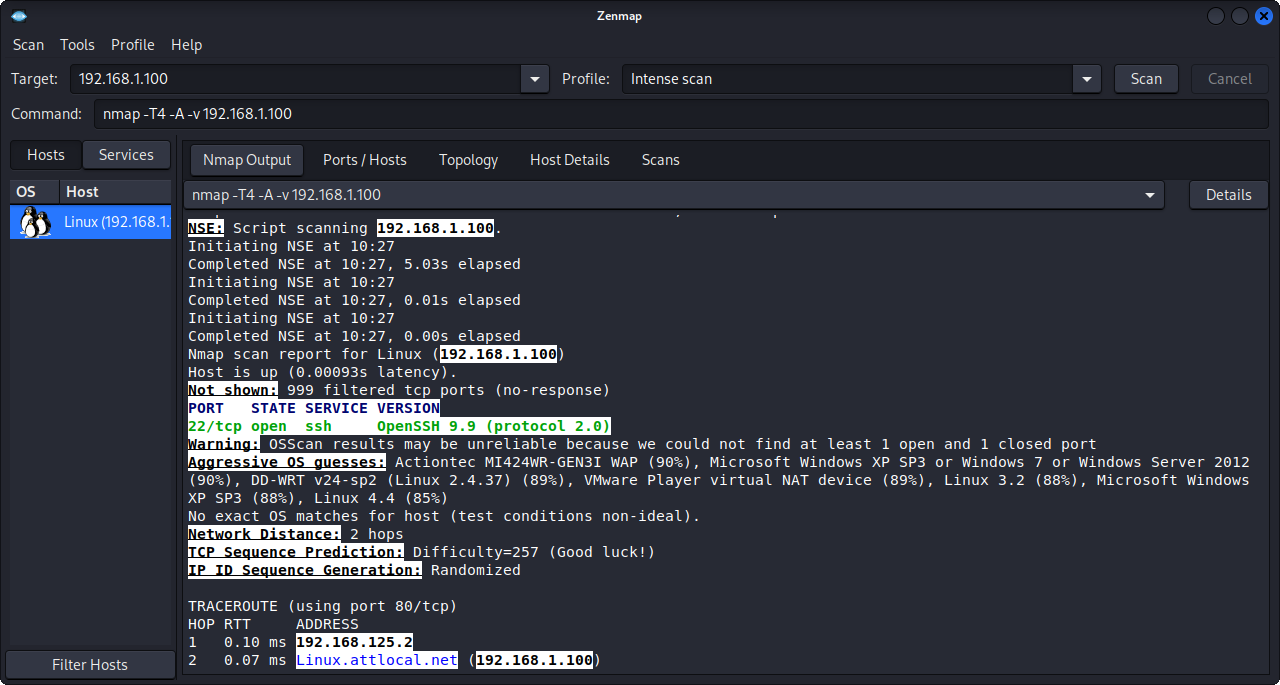 Zenmap
Scan Tools Profile Help
Target: 192.168.1.100 Profile: Intense scan Scan Cancel
Command: nmap -T4 -A -v 192.168.1.100
Hosts Services
OS Host
Linux (192.168.1.
Filter Hosts
Nmap Output Ports / Hosts Topology Host Details Scans
nmap -T4 -A -v 192.168.1.100 Details
NSE: Script scanning 192.168.1.100.
Initiating NSE at 10:27
Completed NSE at 10:27, 5.03s elapsed
Initiating NSE at 10:27
Completed NSE at 10:27, 0.01s elapsed
Initiating NSE at 10:27
Completed NSE at 10:27, 0.00s elapsed
Nmap scan report for Linux (192.168.1.100)
Host is up (0.00093s latency).
Not shown: 999 filtered tcp ports (no-response)
PORT   STATE SERVICE VERSION
22/tcp open  ssh     OpenSSH 9.9 (protocol 2.0)
Warning: OSScan results may be unreliable because we could not find at least 1 open and 1 closed port
Aggressive OS guesses: Actiontec MI424WR-GEN3I WAP (90%), Microsoft Windows XP SP3 or Windows 7 or Windows Server 2012
(90%), DD-WRT v24-sp2 (Linux 2.4.37) (89%), VMware Player virtual NAT device (89%), Linux 3.2 (88%), Microsoft Windows
XP SP3 (88%), Linux 4.4 (85%)
No exact OS matches for host (test conditions non-ideal).
Network Distance: 2 hops
TCP Sequence Prediction: Difficulty=257 (Good luck!)
IP ID Sequence Generation: Randomized
TRACEROUTE (using port 80/tcp)
HOP RTT     ADDRESS
1   0.10 ms 192.168.125.2
2   0.07 ms Linux.attlocal.net (192.168.1.100)